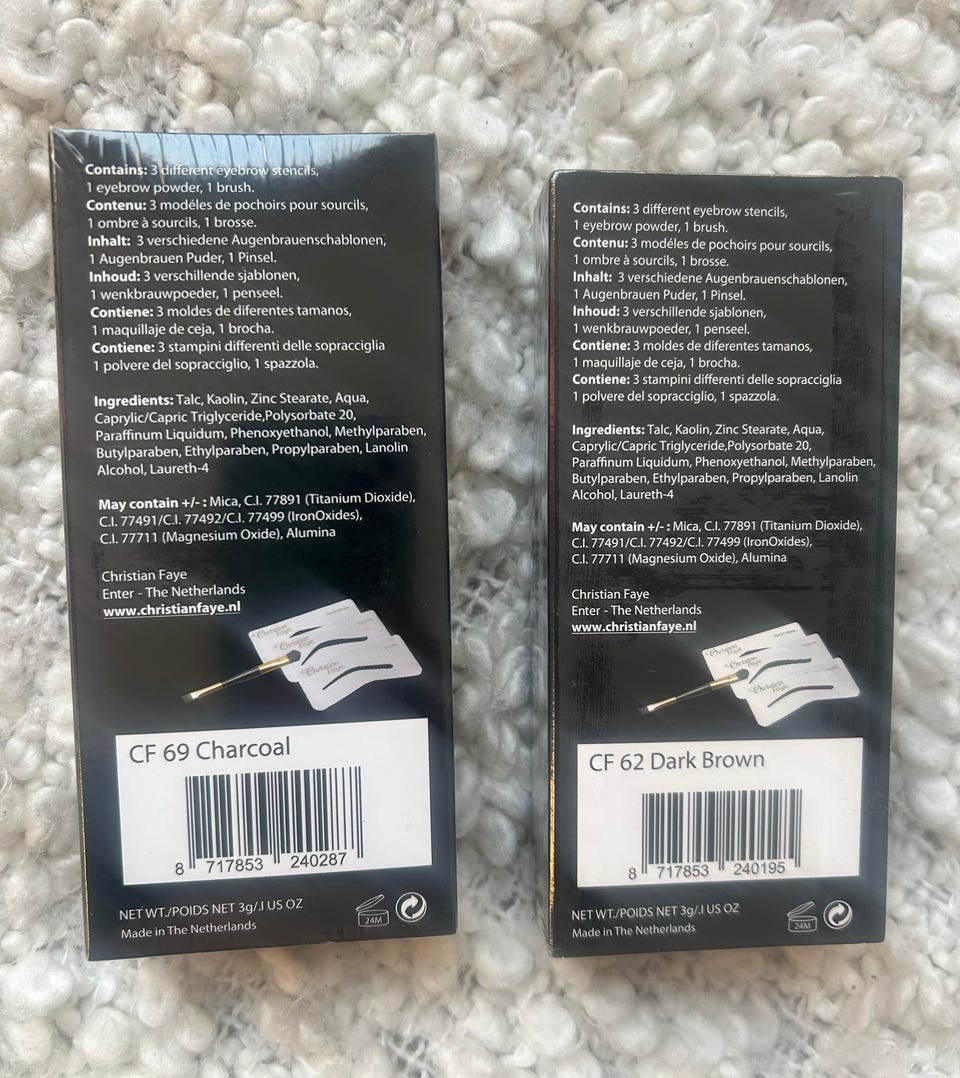 Contains: 3 different eyebrow stencils,
1 eyebrow powder, 1 brush.
Contenu: 3 modéles de pochoirs pour sourcils,
1 ombre à sourcils, 1 brosse.
Inhalt: 3 verschiedene Augenbrauenschablonen,
1 Augenbrauen Puder, 1 Pinsel.
Inhoud: 3 verschillende sjablonen,
1 wenkbrauwpoeder, 1 penseel.
Contiene: 3 moldes de diferentes tamanos,
1 maquillaje de ceja, 1 brocha.
Contiene: 3 stampini differenti delle sopracciglia
1 polvere del sopracciglio, 1 spazzola.
Ingredients: Talc, Kaolin, Zinc Stearate, Aqua,
Caprylic/Capric Triglyceride,Polysorbate 20,
Paraffinum Liquidum, Phenoxyethanol, Methylparaben,
Butylparaben, Ethylparaben, Propylparaben, Lanolin
Alcohol, Laureth-4
May contain +/- : Mica, C.I. 77891 (Titanium Dioxide),
C.I. 77491/C.I. 77492/C.I. 77499 (IronOxides),
C.I. 77711 (Magnesium Oxide), Alumina
Christian Faye
Enter - The Netherlands
www.christianfaye.nl
Christian Faye
Christian Faye
Christian Faye
CF 69 Charcoal
8 717853 240287
NET WT./POIDS NET 3g/.I US OZ
Made in The Netherlands
24M
Contains: 3 different eyebrow stencils,
1 eyebrow powder, 1 brush.
Contenu: 3 modéles de pochoirs pour sourcils,
1 ombre à sourcils, 1 brosse.
Inhalt: 3 verschiedene Augenbrauenschablonen,
1 Augenbrauen Puder, 1 Pinsel.
Inhoud: 3 verschillende sjablonen,
1 wenkbrauwpoeder, 1 penseel.
Contiene: 3 moldes de diferentes tamanos,
1 maquillaje de ceja, 1 brocha.
Contiene: 3 stampini differenti delle sopracciglia
1 polvere del sopracciglio, 1 spazzola.
Ingredients: Talc, Kaolin, Zinc Stearate, Aqua,
Caprylic/Capric Triglyceride,Polysorbate 20,
Paraffinum Liquidum, Phenoxyethanol, Methylparaben,
Butylparaben, Ethylparaben, Propylparaben, Lanolin
Alcohol, Laureth-4
May contain +/- : Mica, C.I. 77891 (Titanium Dioxide),
C.I. 77491/C.I. 77492/C.I. 77499 (IronOxides),
C.I. 77711 (Magnesium Oxide), Alumina
Christian Faye
Enter - The Netherlands
www.christianfaye.nl
Christian Faye
Christian Faye
Christian Faye
CF 62 Dark Brown
8 717853 240195
NET WT./POIDS NET 3g/.I US OZ
Made in The Netherlands
24M